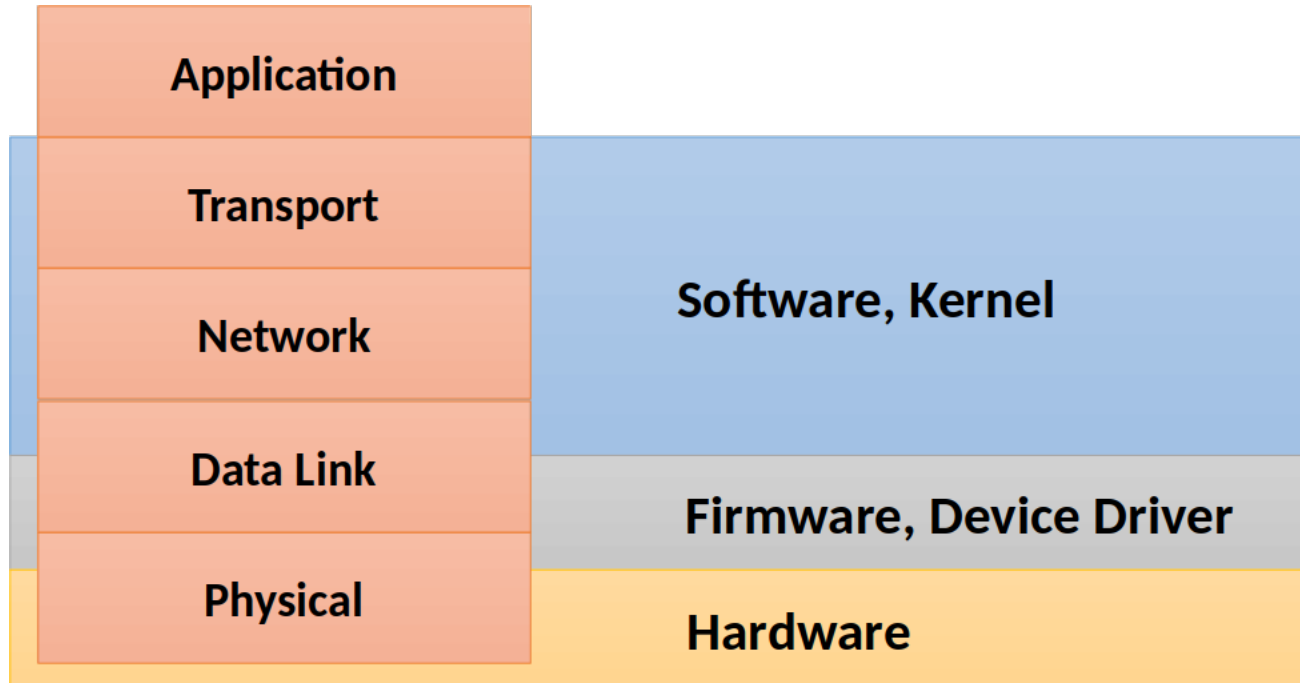 Application
Transport
Network
Data Link
Physical
Software, Kernel
Firmware, Device Driver
Hardware